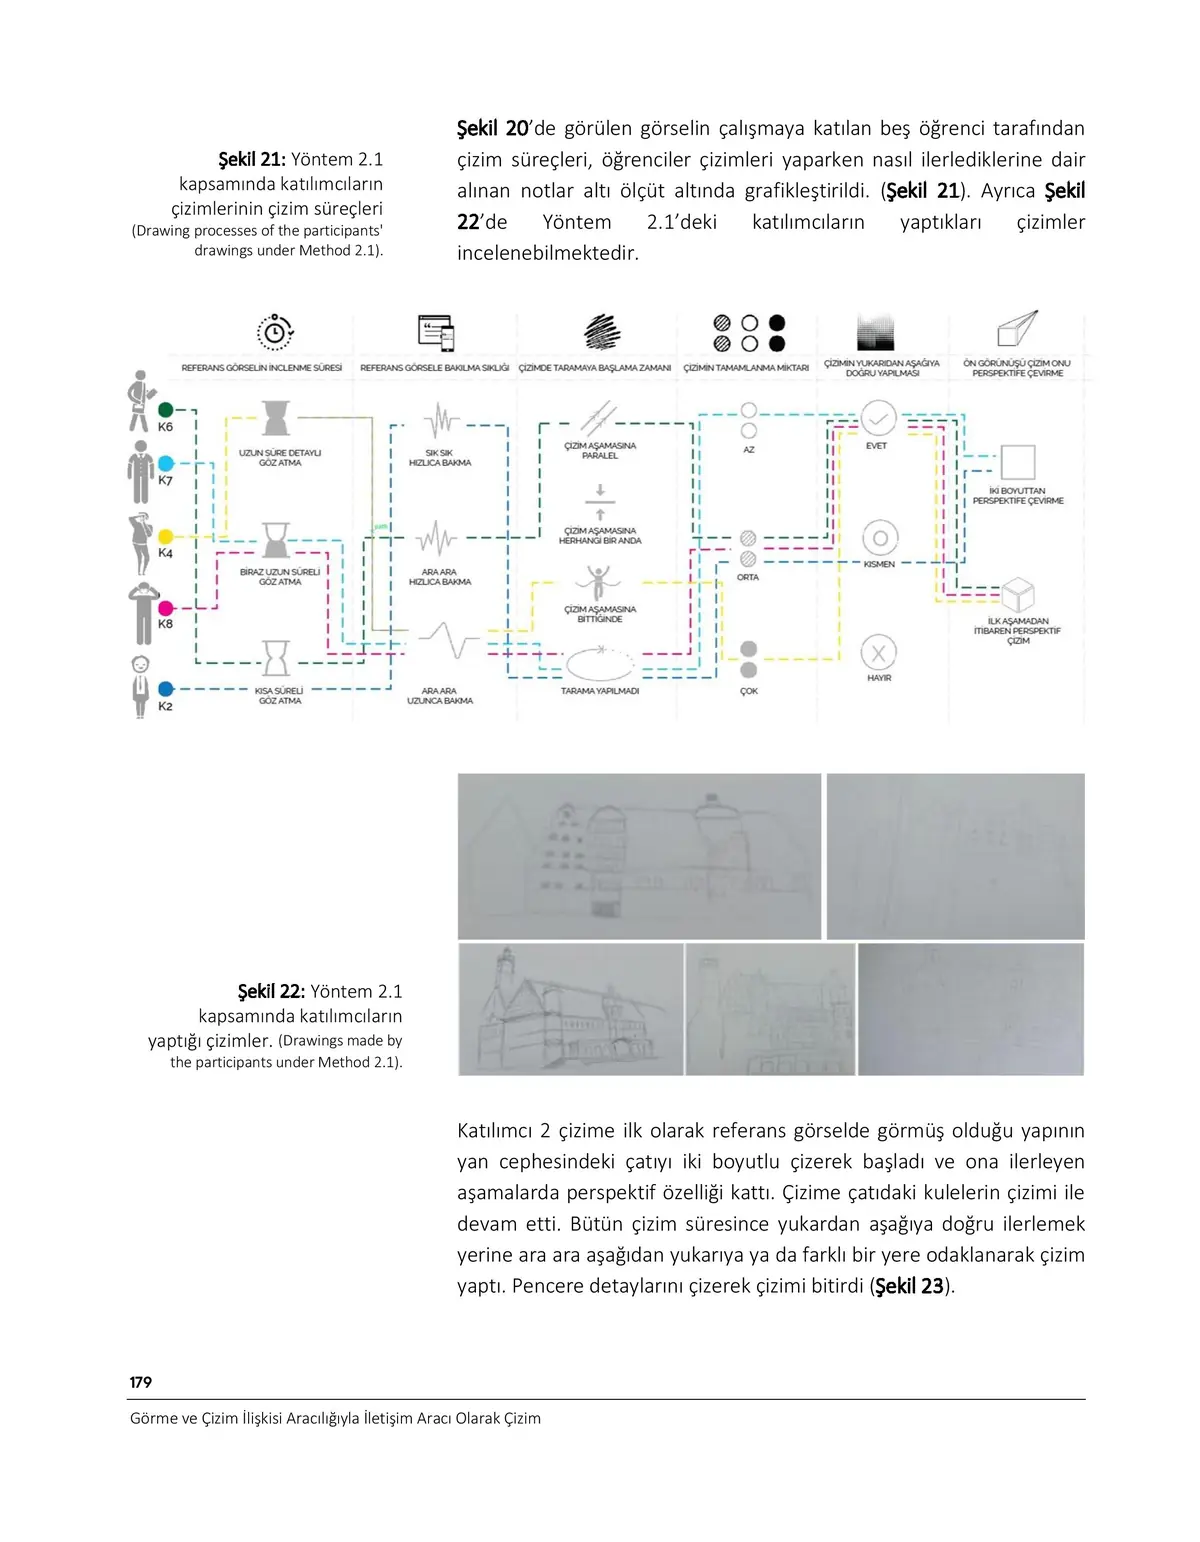 Şekil 20’de görülen görselin çalışmaya katılan beş öğrenci tarafından
çizim süreçleri, öğrenciler çizimleri yaparken nasıl ilerlediklerine dair
alınan notlar altı ölçüt altında grafikleştirildi. (Şekil 21). Ayrıca Şekil
22’de Yöntem 2.1’deki katılımcıların yaptıkları çizimler
incelenebilmektedir.
Şekil 21: Yöntem 2.1
kapsamında katılımcıların
çizimlerinin çizim süreçleri
(Drawing processes of the participants'
drawings under Method 2.1).
REFERANS GÖRSELİN İNCLENME SÜRESİ
REFERANS GÖRSELE BAKILMA SIKLIĞI
ÇİZİMDE TARAMAYA BAŞLAMA ZAMANI
ÇİZİMİN TAMAMLANMA MİKTARI
ÇİZİMİN YUKARIDAN AŞAĞIYA
DOĞRU YAPILMASI
ÖN GÖRÜNÜŞÜ ÇİZİM ONU
PERSPEKTİFE ÇEVİRME
K6
K7
K4
K8
K2
UZUN SÜRE DETAYLI
GÖZ ATMA
BİRAZ UZUN SÜRELİ
GÖZ ATMA
KISA SÜRELİ
GÖZ ATMA
SIK SIK
HIZLICA BAKMA
ARA ARA
HIZLICA BAKMA
ARA ARA
UZUNCA BAKMA
ÇİZİM AŞAMASINA
PARALEL
ÇİZİM AŞAMASINA
HERHANGİ BİR ANDA
ÇİZİM AŞAMASINA
BİTTİĞİNDE
TARAMA YAPILMADI
AZ
ORTA
ÇOK
EVET
KISMEN
HAYIR
İKİ BOYUTTAN
PERSPEKTİFE ÇEVİRME
İLK AŞAMADAN
İTİBAREN PERSPEKTİF
ÇİZİM
Şekil 22: Yöntem 2.1
kapsamında katılımcıların
yaptığı çizimler. (Drawings made by
the participants under Method 2.1).
Katılımcı 2 çizime ilk olarak referans görselde görmüş olduğu yapının
yan cephesindeki çatıyı iki boyutlu çizerek başladı ve ona ilerleyen
aşamalarda perspektif özelliği kattı. Çizime çatıdaki kulelerin çizimi ile
devam etti. Bütün çizim süresince yukardan aşağıya doğru ilerlemek
yerine ara ara aşağıdan yukarıya ya da farklı bir yere odaklanarak çizim
yaptı. Pencere detaylarını çizerek çizimi bitirdi (Şekil 23).
179
Görme ve Çizim İlişkisi Aracılığıyla İletişim Aracı Olarak Çizim